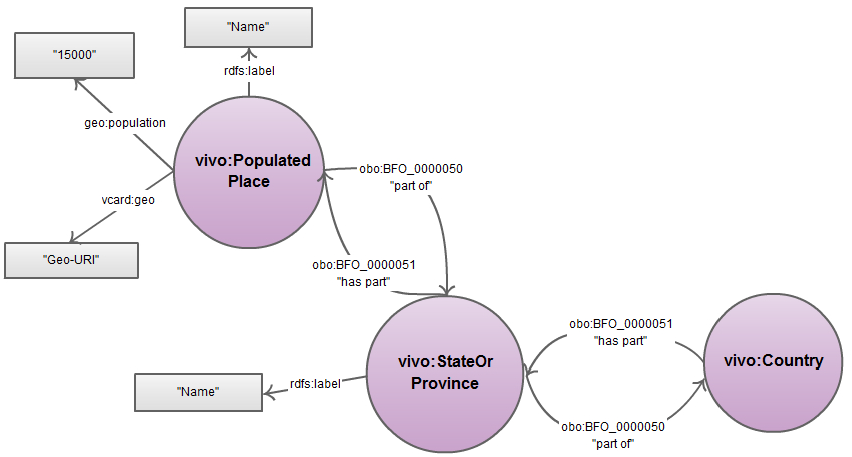 "Name"
"15000"
rdfs:label
geo:population
vivo:Populated
Place
obo:BFO_0000050
"part of"
vcard:geo
"Geo-URI"
obo:BFO_0000051
"has part"
vivo:StateOr
Province
obo:BFO_0000051
"has part"
vivo:Country
rdfs:label
"Name"
obo:BFO_0000050
"part of"